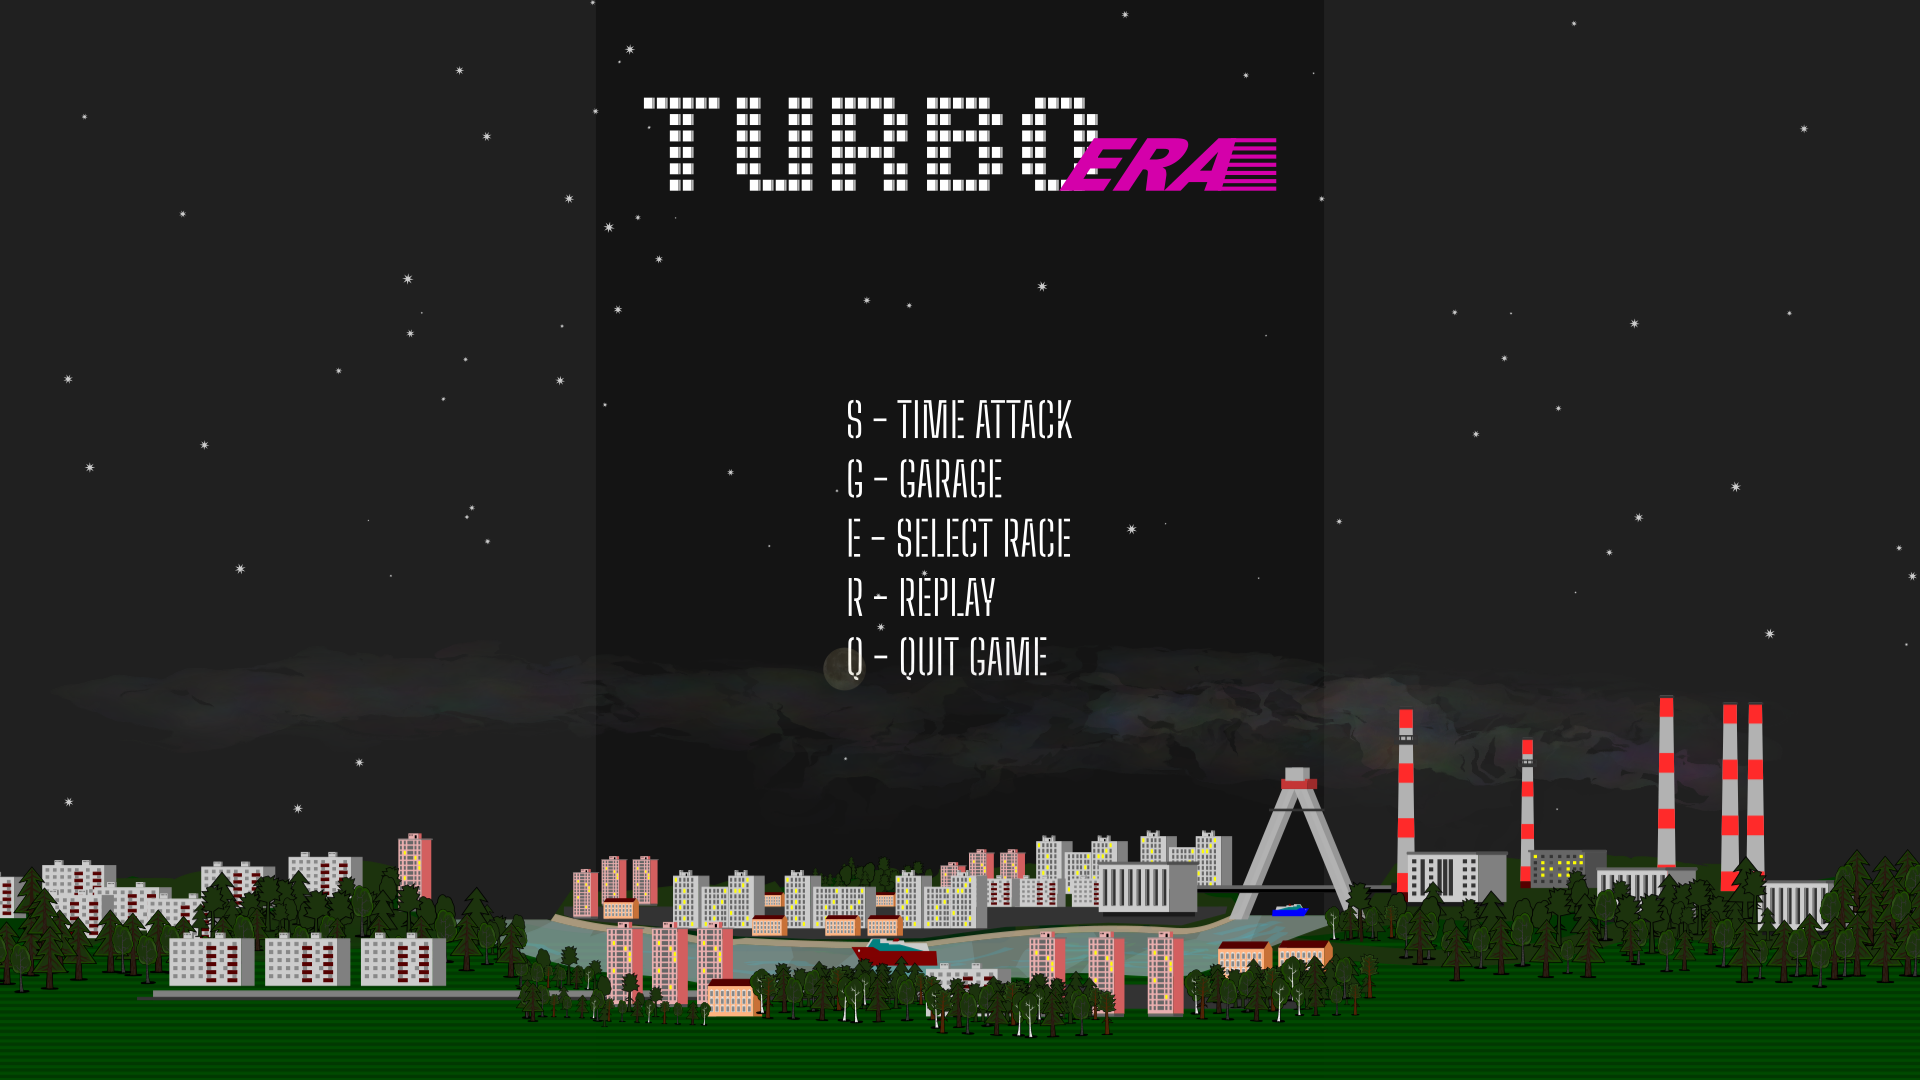 TURBO ERA
S - TIME ATTACK
G - GARAGE
E - SELECT RACE
R - REPLAY
Q - QUIT GAME